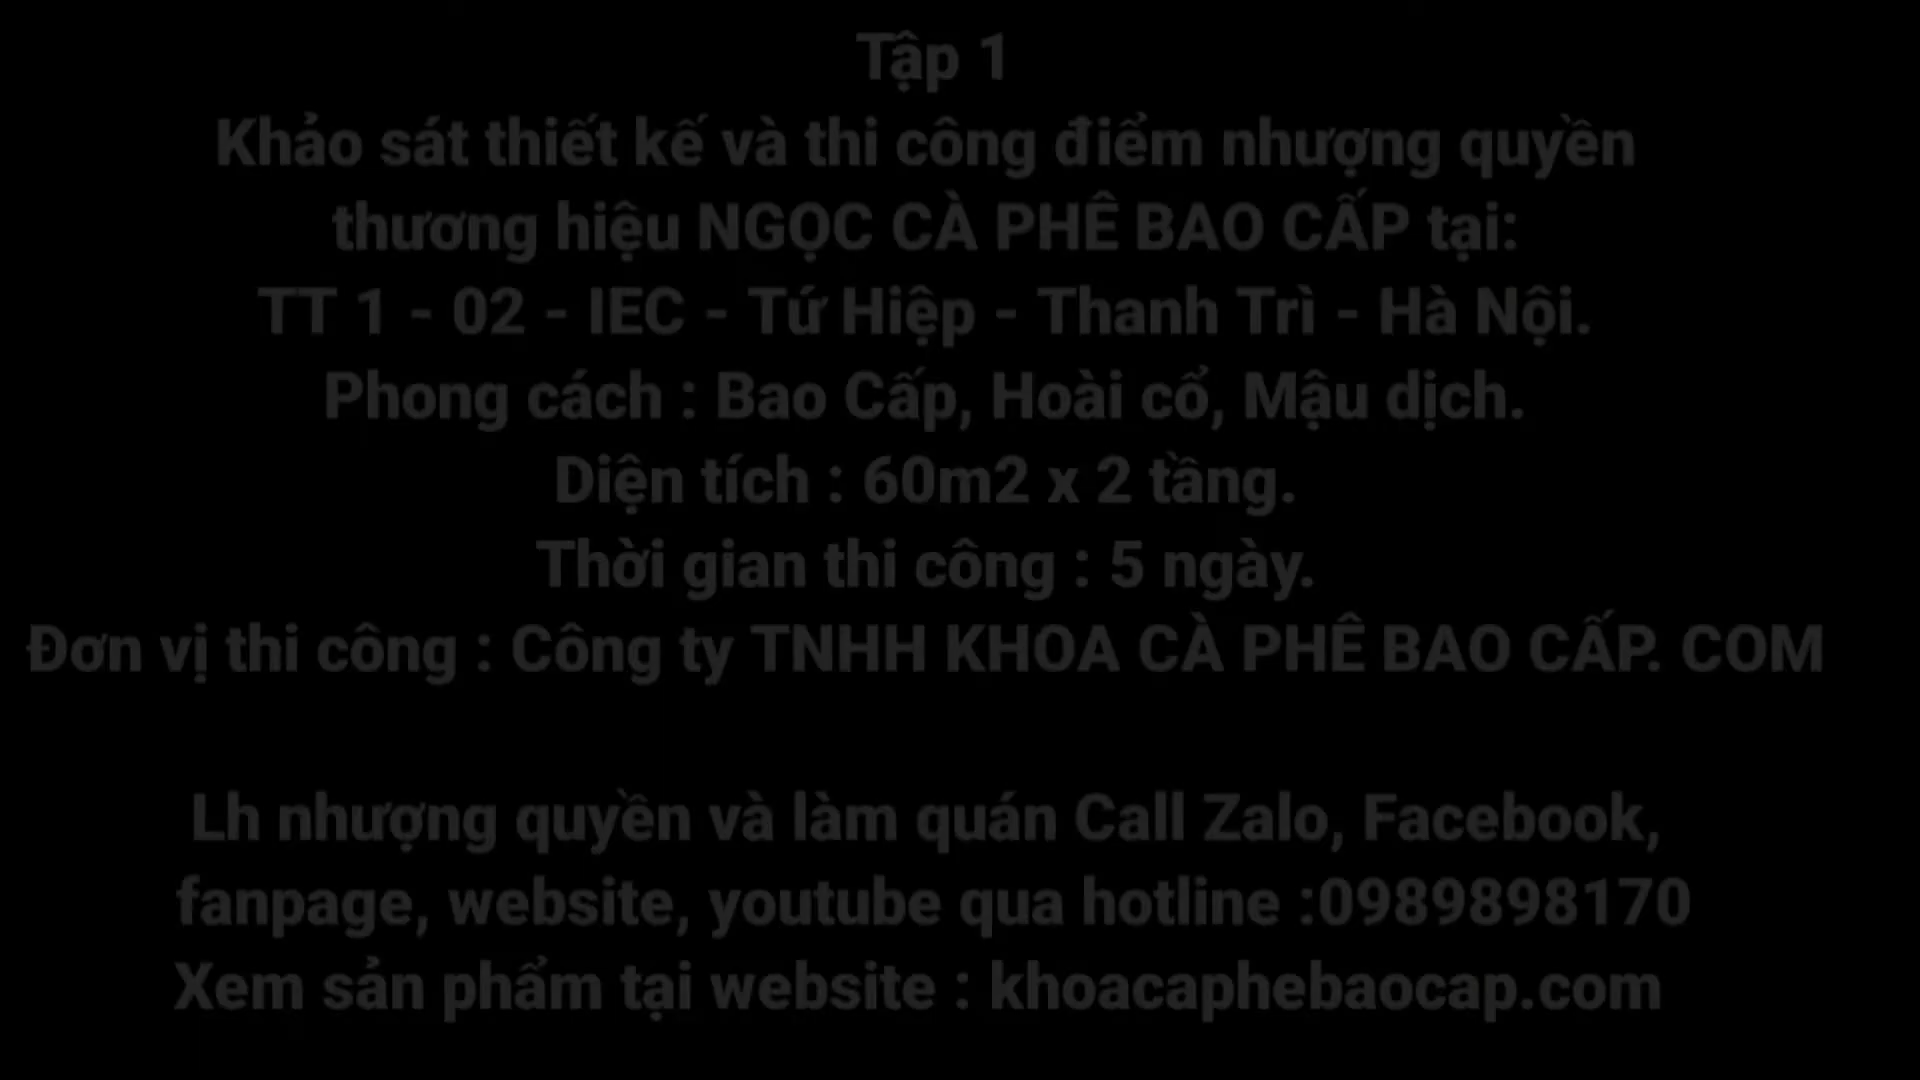 Tập 1
Khảo sát thiết kế và thi công điểm nhượng quyền
thương hiệu NGỌC CÀ PHÊ BAO CẤP tại:
TT 1 - 02 - IEC - Tứ Hiệp - Thanh Trì - Hà Nội.
Phong cách : Bao Cấp, Hoài cổ, Mậu dịch.
Diện tích : 60m2 x 2 tầng.
Thời gian thi công : 5 ngày.
Đơn vị thi công : Công ty TNHH KHOA CÀ PHÊ BAO CẤP. COM
Lh nhượng quyền và làm quán Call Zalo, Facebook,
fanpage, website, youtube qua hotline :0989898170
Xem sản phẩm tại website : khoacaphebaocap.com